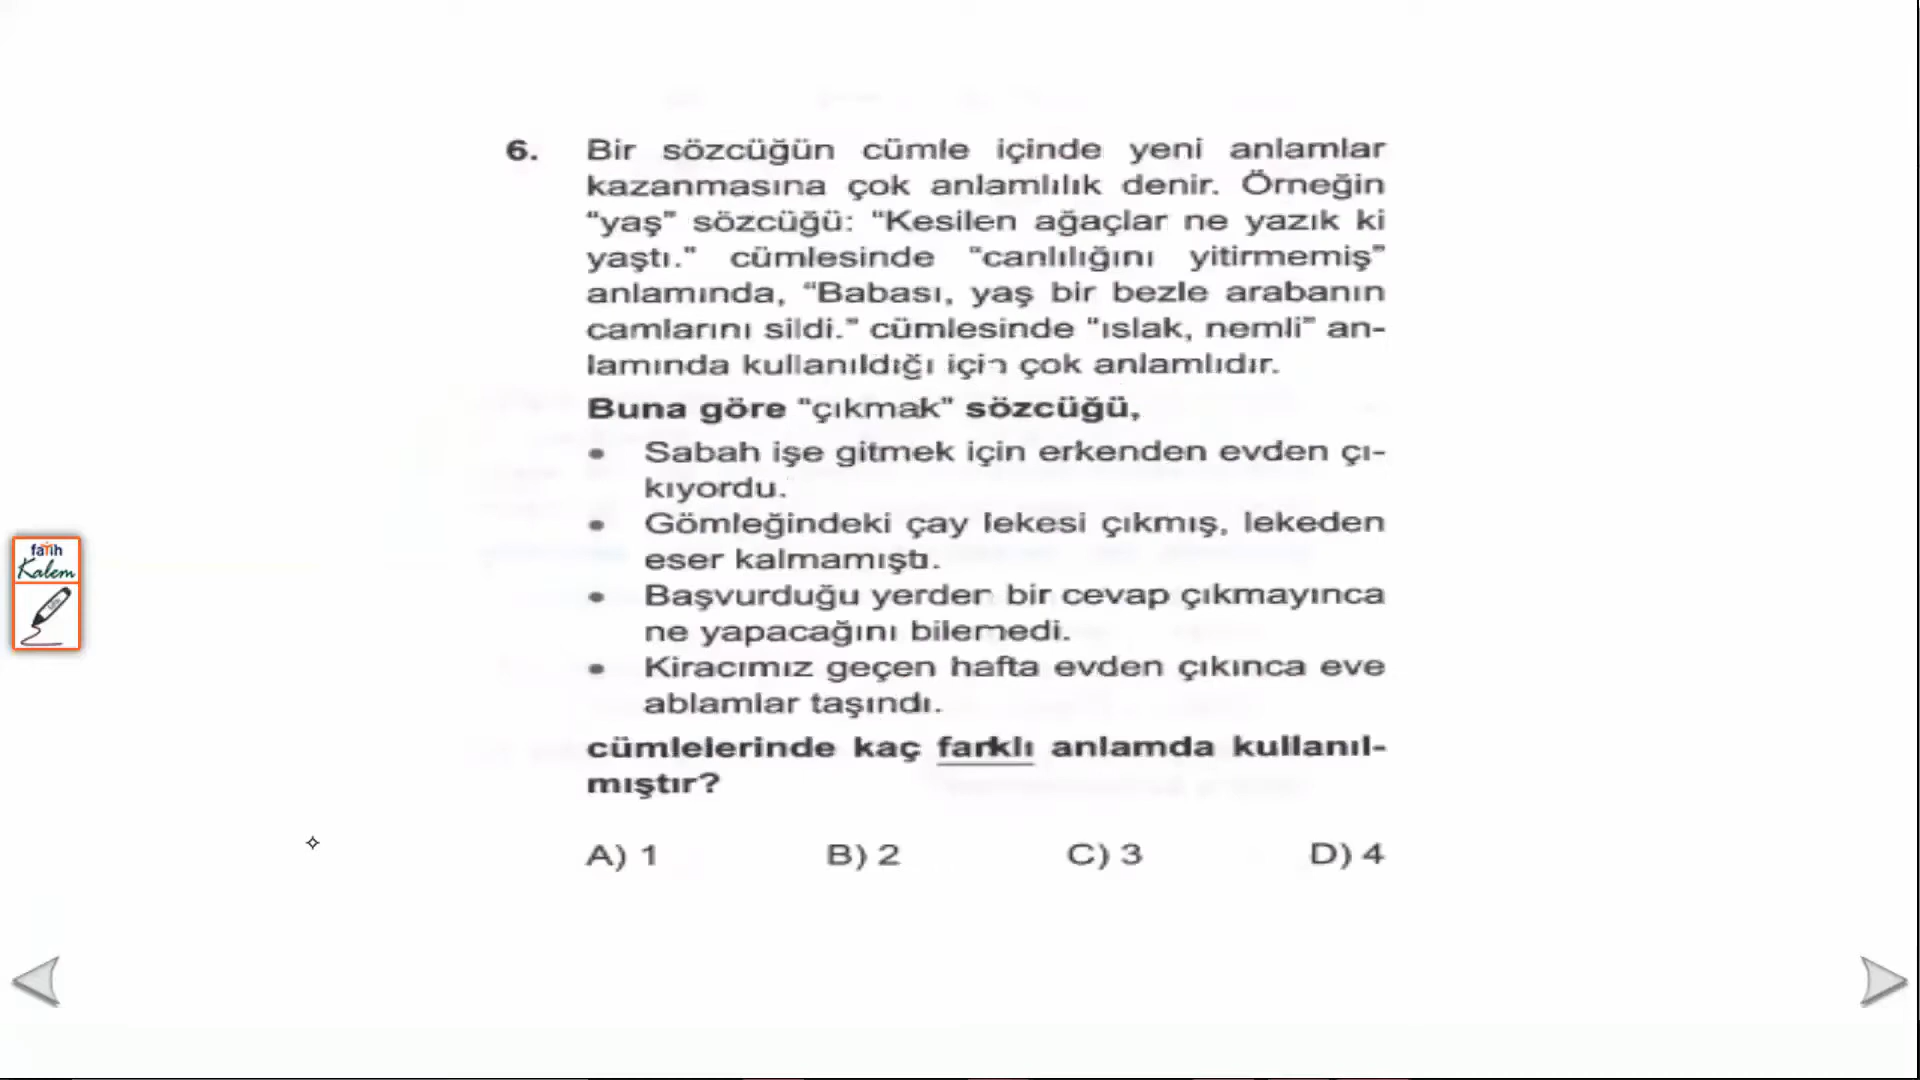 6. Bir sözcüğün cümle içinde yeni anlamlar
kazanmasına çok anlamlılık denir. Örneğin
"yaş" sözcüğü: "Kesilen ağaçlar ne yazık ki
yaştı." cümlesinde "canlılığını yitirmemiş"
anlamında, "Babası, yaş bir bezle arabanın
camlarını sildi." cümlesinde "ıslak, nemli" an-
lamında kullanıldığı için çok anlamlıdır.
Buna göre "çıkmak" sözcüğü,
• Sabah işe gitmek için erkenden evden çı-
kıyordu.
• Gömleğindeki çay lekesi çıkmış, lekeden
eser kalmamıştı.
• Başvurduğu yerden bir cevap çıkmayınca
ne yapacağını bilemedi.
• Kiracımız geçen hafta evden çıkınca eve
ablamlar taşındı.
cümlelerinde kaç farklı anlamda kullanıl-
mıştır?
A) 1 B) 2 C) 3 D) 4
fatih
Kalem